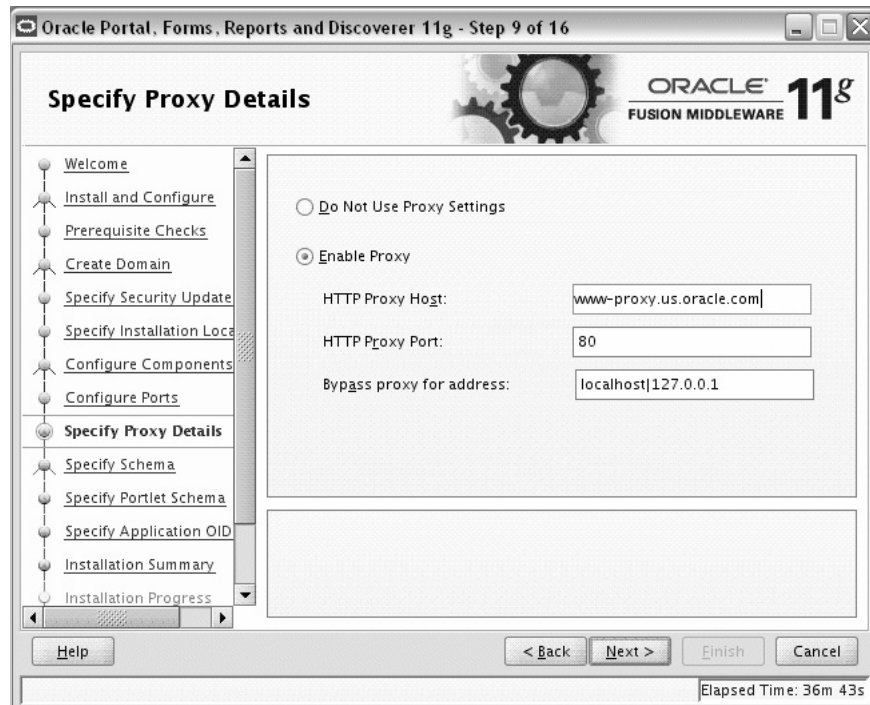 Oracle Portal, Forms, Reports and Discoverer 11g - Step 9 of 16
Specify Proxy Details
ORACLE
FUSION MIDDLEWARE
11g
Welcome
Install and Configure
Prerequisite Checks
Create Domain
Specify Security Update
Specify Installation Loca
Configure Components
Configure Ports
Specify Proxy Details
Specify Schema
Specify Portlet Schema
Specify Application OID
Installation Summary
Installation Progress
Do Not Use Proxy Settings
Enable Proxy
HTTP Proxy Host: www-proxy.us.oracle.com
HTTP Proxy Port: 80
Bypass proxy for address: localhost|127.0.0.1
Help
< Back
Next >
Finish
Cancel
Elapsed Time: 36m 43s